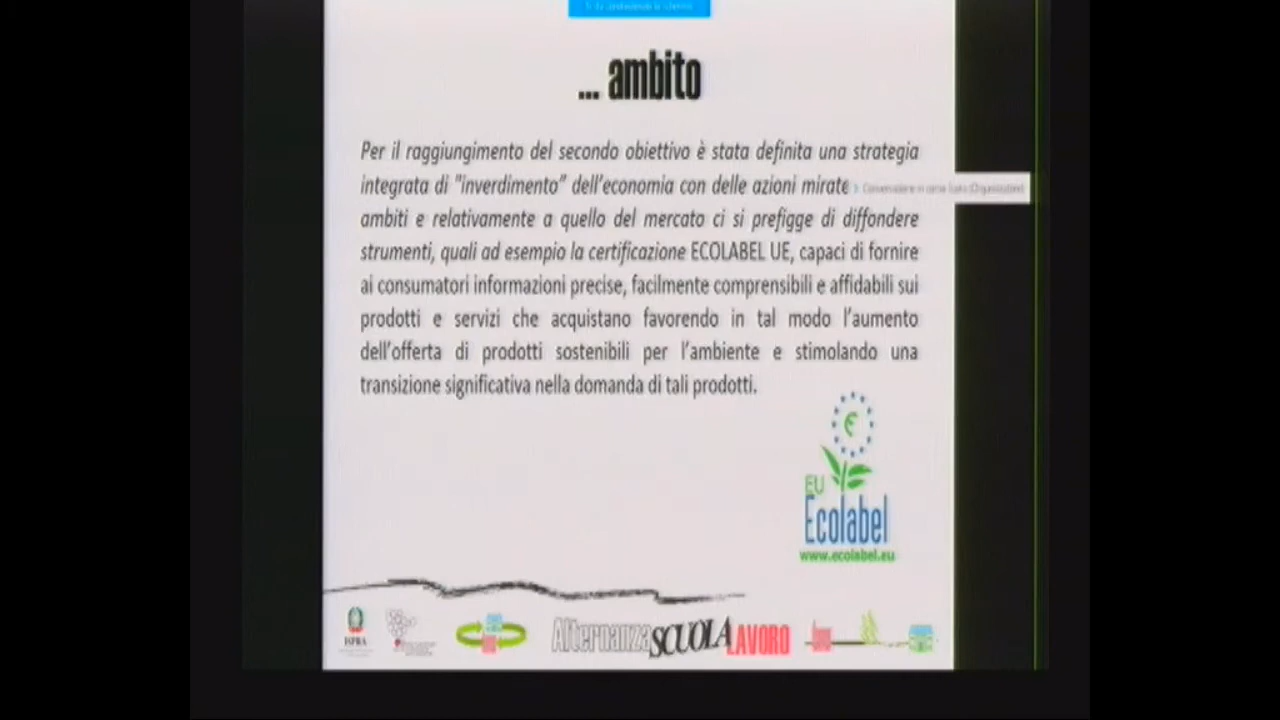 ... ambito
Per il raggiungimento del secondo obiettivo è stata definita una strategia
integrata di "inverdimento" dell'economia con delle azioni mirate
ambiti e relativamente a quello del mercato ci si prefigge di diffondere
strumenti, quali ad esempio la certificazione ECOLABEL UE, capaci di fornire
ai consumatori informazioni precise, facilmente comprensibili e affidabili sui
prodotti e servizi che acquistano favorendo in tal modo l'aumento
dell'offerta di prodotti sostenibili per l'ambiente e stimolando una
transizione significativa nella domanda di tali prodotti.
EU
Ecolabel
www.ecolabel.eu
ISPRA
Alternanza SCUOLA LAVORO